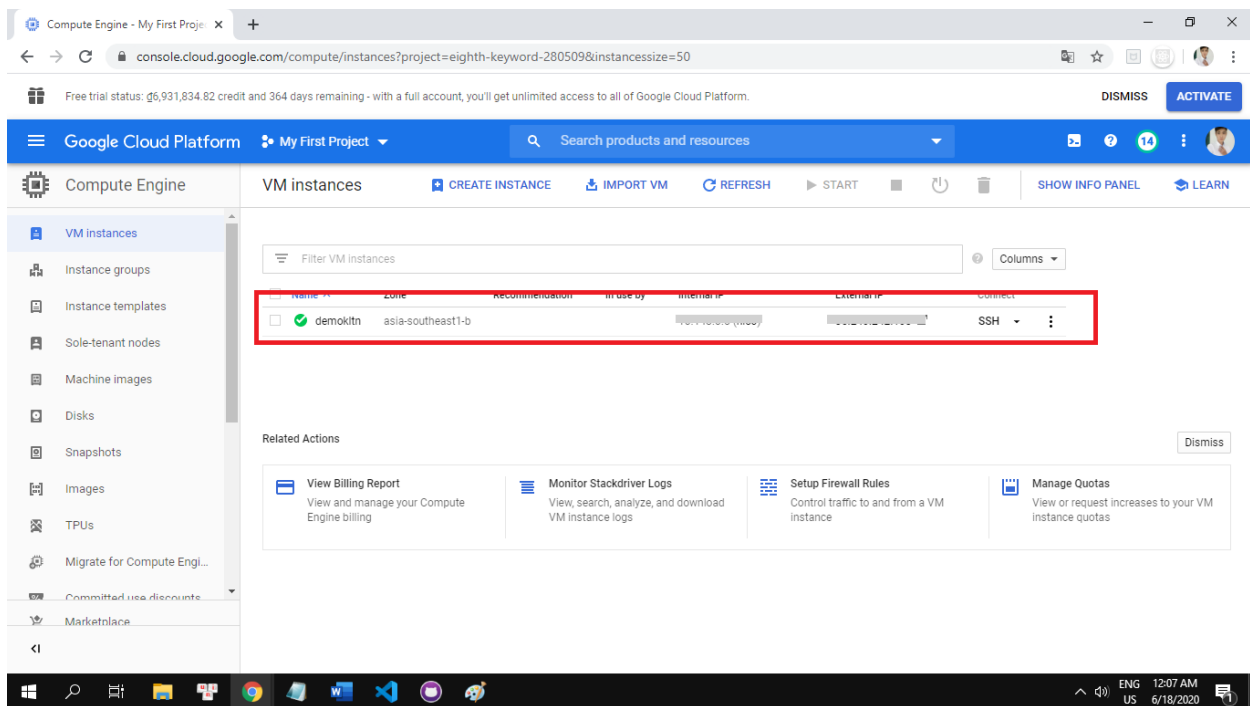 Compute Engine - My First Proje
console.cloud.google.com/compute/instances?project=eighth-keyword-280509&instancessize=50
Free trial status: ₫6,931,834.82 credit and 364 days remaining - with a full account, you'll get unlimited access to all of Google Cloud Platform. DISMISS ACTIVATE
Google Cloud Platform My First Project Search products and resources 14
Compute Engine VM instances CREATE INSTANCE IMPORT VM REFRESH START SHOW INFO PANEL LEARN
VM instances
Instance groups
Instance templates
Sole-tenant nodes
Machine images
Disks
Snapshots
Images
TPUs
Migrate for Compute Engi...
Committed use discounts
Marketplace
Filter VM instances Columns
Name Zone Recommendation In use by Internal IP External IP Connect
demokltn asia-southeast1-b SSH
Related Actions Dismiss
View Billing Report
View and manage your Compute
Engine billing
Monitor Stackdriver Logs
View, search, analyze, and download
VM instance logs
Setup Firewall Rules
Control traffic to and from a VM
instance
Manage Quotas
View or request increases to your VM
instance quotas
ENG 12:07 AM
US 6/18/2020